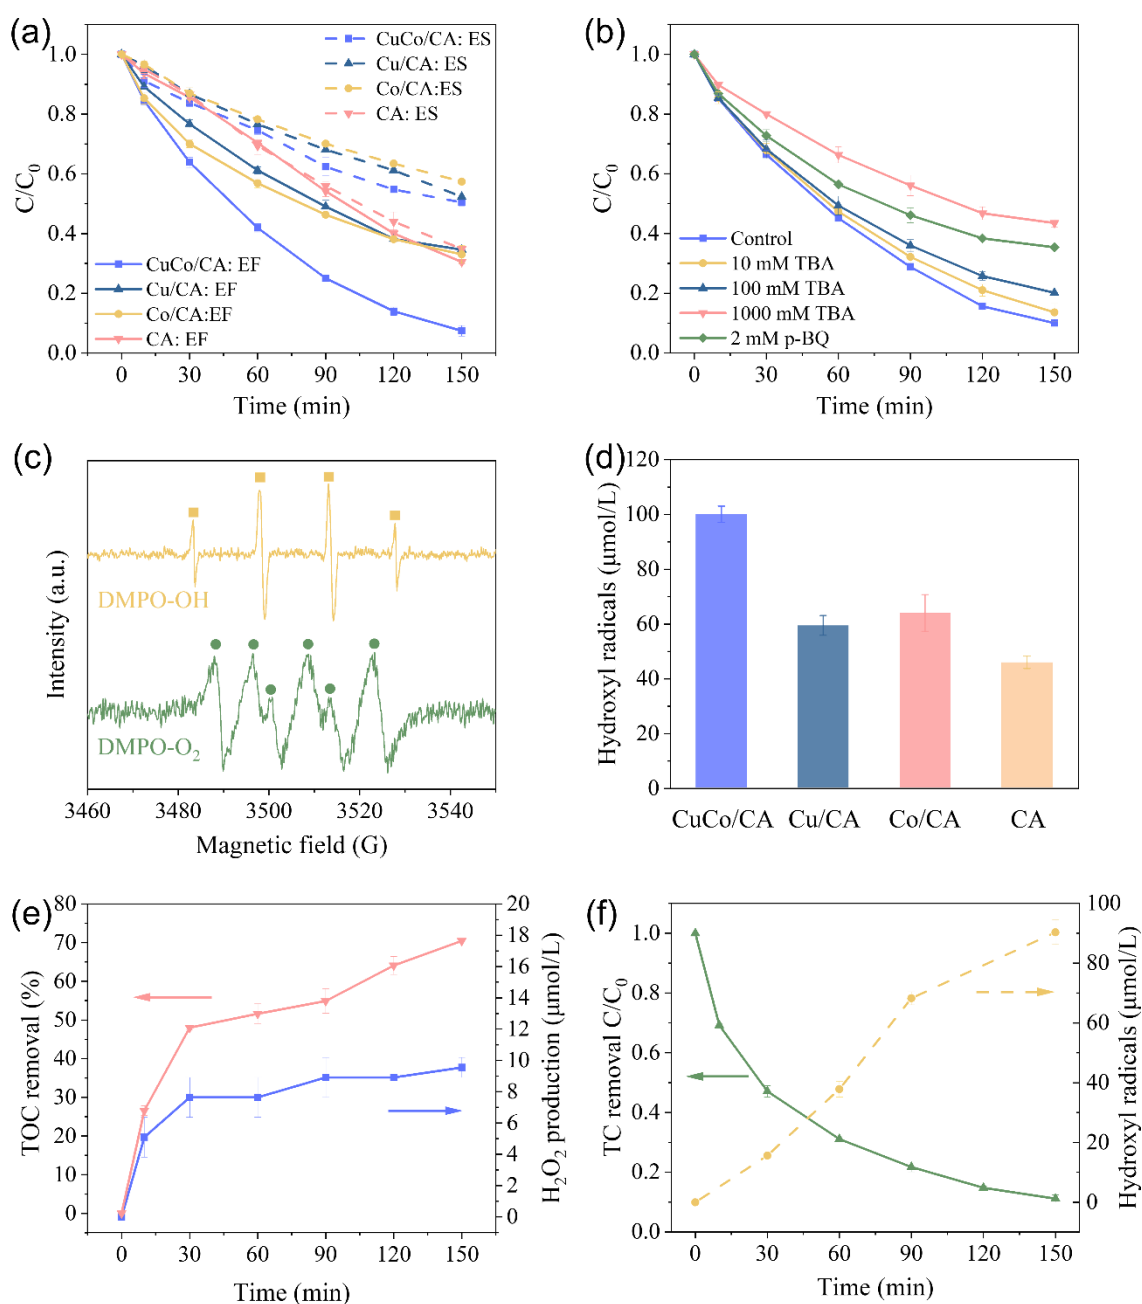 (a)
C/C0
1.0
0.8
0.6
0.4
0.2
0.0
CuCo/CA: ES
Cu/CA: ES
Co/CA:ES
CA: ES
CuCo/CA: EF
Cu/CA: EF
Co/CA:EF
CA: EF
0 30 60 90 120 150
Time (min)
(b)
C/C0
1.0
0.8
0.6
0.4
0.2
0.0
Control
10 mM TBA
100 mM TBA
1000 mM TBA
2 mM p-BQ
0 30 60 90 120 150
Time (min)
(c)
Intensity (a.u.)
DMPO-OH
DMPO-O2
3460 3480 3500 3520 3540
Magnetic field (G)
(d)
Hydroxyl radicals (μmol/L)
120
100
80
60
40
20
0
CuCo/CA Cu/CA Co/CA CA
(e)
TOC removal (%)
80
70
60
50
40
30
20
10
0
20
18
16
14
12
10
8
6
4
2
0
H2O2 production (μmol/L)
0 30 60 90 120 150
Time (min)
(f)
TC removal C/C0
1.0
0.8
0.6
0.4
0.2
0.0
100
80
60
40
20
0
Hydroxyl radicals (μmol/L)
0 30 60 90 120 150
Time (min)